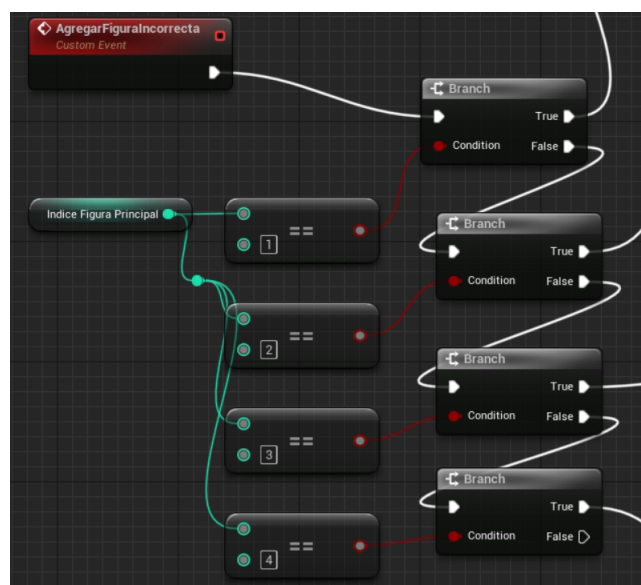 AgregarFiguraIncorrecta
Custom Event
Branch
True
Condition
False
Indice Figura Principal
==
1
Branch
True
Condition
False
==
2
Branch
True
Condition
False
==
3
Branch
True
Condition
False
==
4